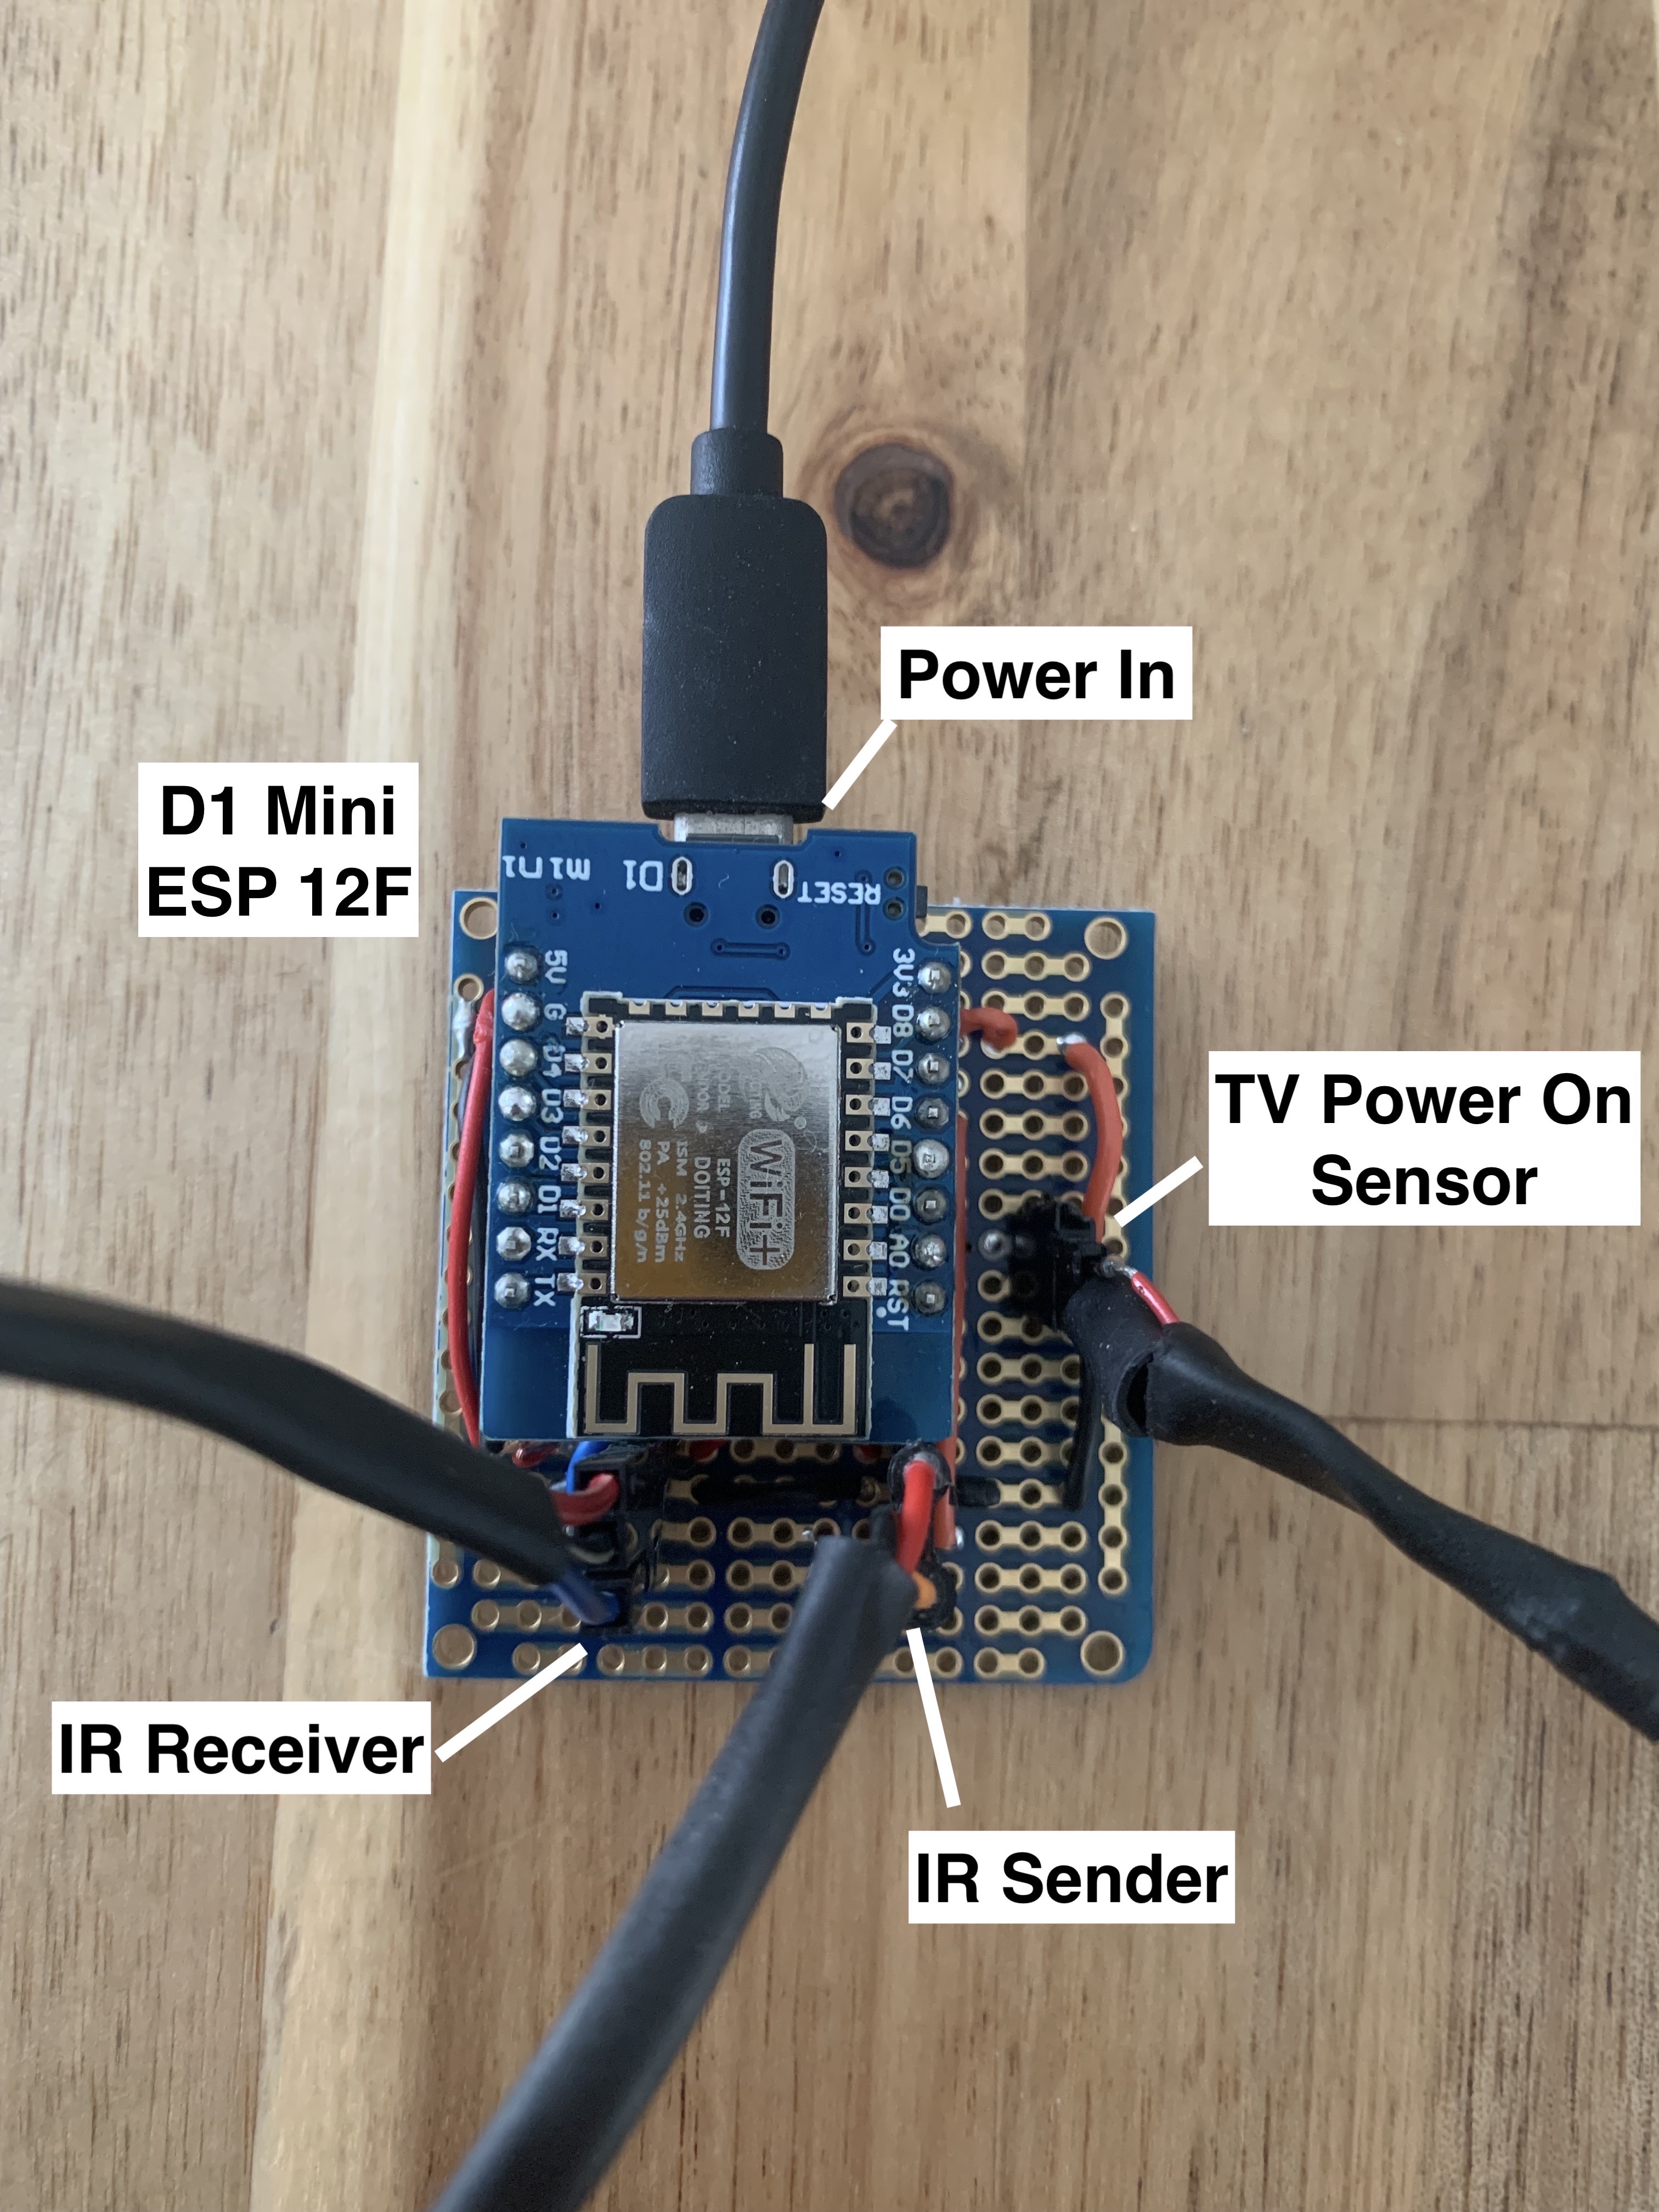 Power In
D1 Mini
ESP 12F
mini
D1
RESET
5V
G
D4
D3
D2
D1
RX
TX
3V3
D8
D7
D6
D5
D0
A0
RST
WiFi+
ESP-12F
DOITING
ISM 2.4GHz
PA +25dBm
802.11 b/g/n
TV Power On
Sensor
IR Receiver
IR Sender